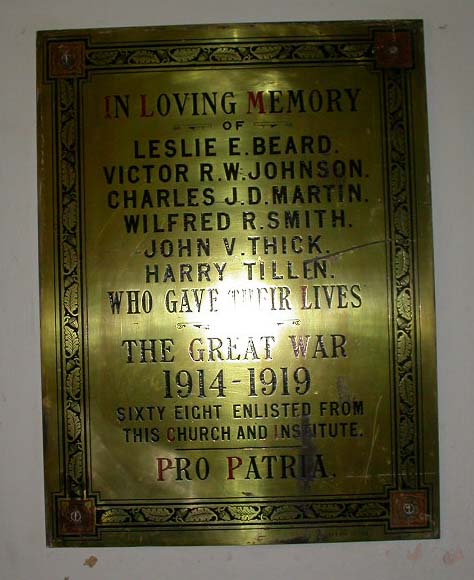 IN LOVING MEMORY
OF
LESLIE E. BEARD.
VICTOR R. W. JOHNSON.
CHARLES J. D. MARTIN.
WILFRED R. SMITH.
JOHN V. THICK.
HARRY TILLEN.
WHO GAVE THEIR LIVES
THE GREAT WAR
1914-1919
SIXTY EIGHT ENLISTED FROM
THIS CHURCH AND INSTITUTE.
PRO PATRIA.